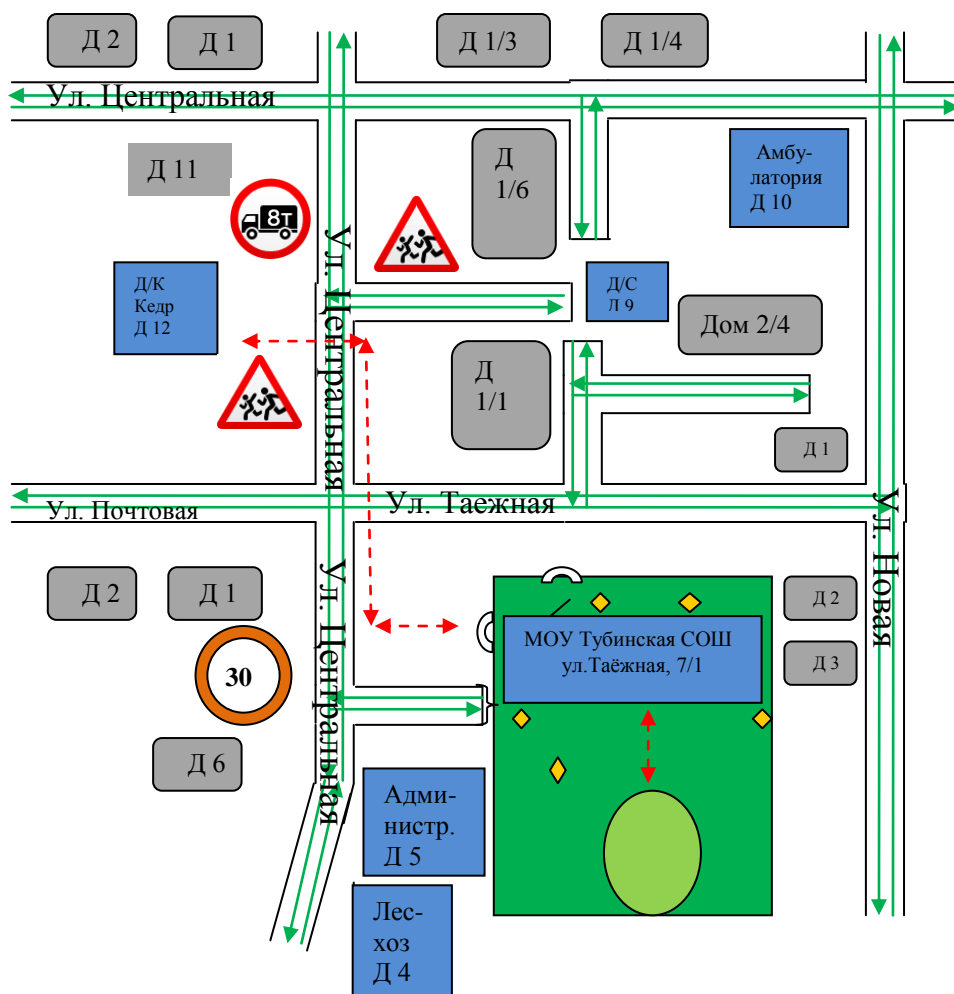 Д 2
Д 1
Д 1/3
Д 1/4
Ул. Центральная
Д 11
Д
1/6
Амбу-
латория
Д 10
8т
Ул. Центральная
Д/К
Кедр
Д 12
Д/С
Д 9
Дом 2/4
Д
1/1
Д 1
Ул. Почтовая
Ул. Таежная
Ул. Новая
Д 2
Д 1
Ул. Центральная
30
МОУ Тубинская СОШ
ул.Таёжная, 7/1
Д 2
Д 3
Д 6
Адми-
нистр.
Д 5
Лес-
хоз
Д 4